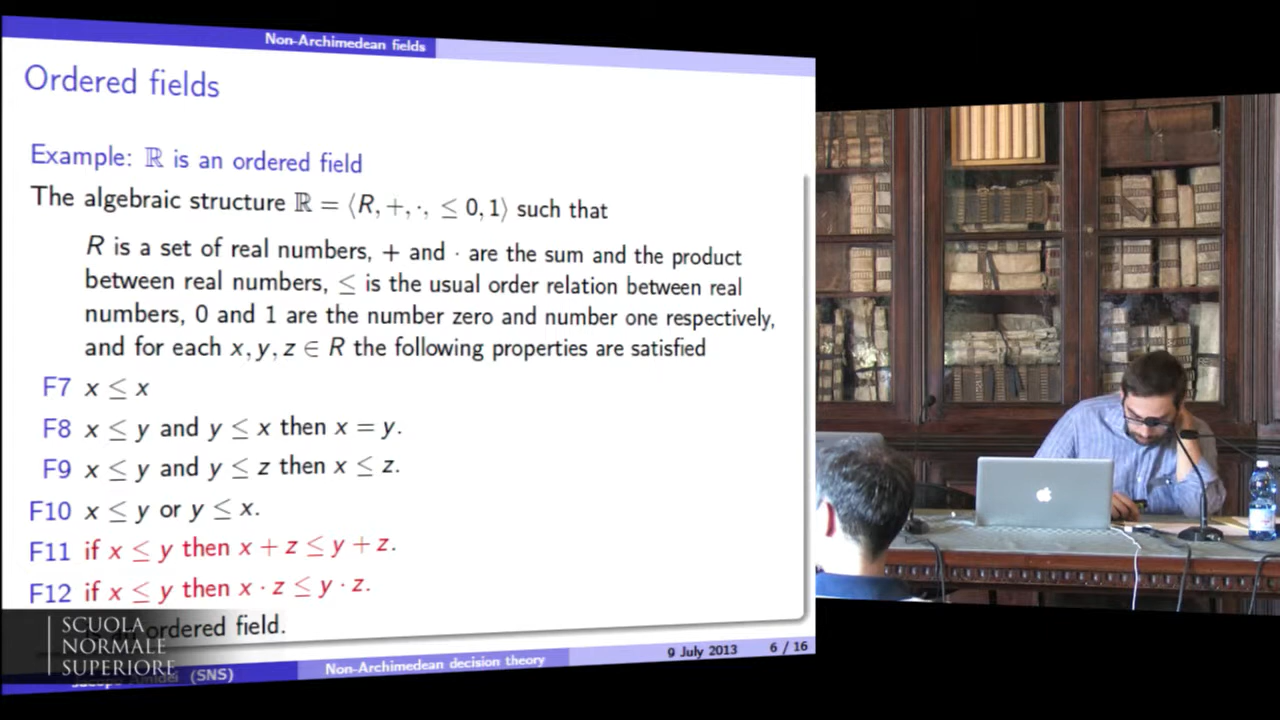 Non-Archimedean fields
Ordered fields
Example: ℝ is an ordered field
The algebraic structure ℝ = ⟨R, +, ·, ≤ 0, 1⟩ such that
R is a set of real numbers, + and · are the sum and the product
between real numbers, ≤ is the usual order relation between real
numbers, 0 and 1 are the number zero and number one respectively,
and for each x, y, z ∈ R the following properties are satisfied
F7 x ≤ x
F8 x ≤ y and y ≤ x then x = y.
F9 x ≤ y and y ≤ z then x ≤ z.
F10 x ≤ y or y ≤ x.
F11 if x ≤ y then x + z ≤ y + z.
F12 if x ≤ y then x · z ≤ y · z.
ordered field.
SCUOLA
NORMALE
SUPERIORE
(SNS)
Non-Archimedean decision theory
9 July 2013
6 / 16